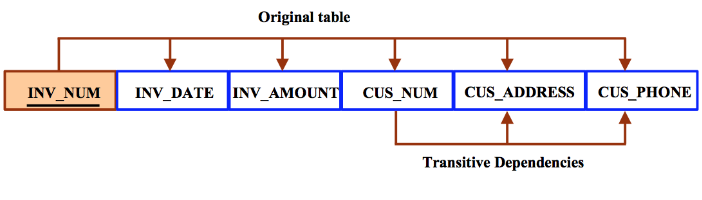 Original table
INV_NUM INV_DATE INV_AMOUNT CUS_NUM CUS_ADDRESS CUS_PHONE
Transitive Dependencies